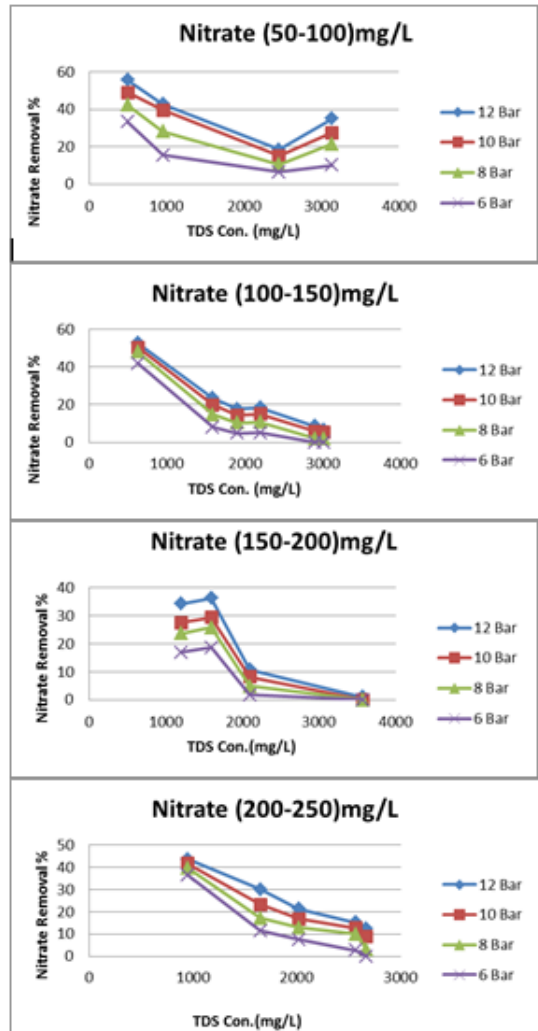 Nitrate (50-100)mg/L
60
40
20
0
0 1000 2000 3000 4000
Nitrate Removal %
TDS Con. (mg/L)
12 Bar
10 Bar
8 Bar
6 Bar
Nitrate (100-150)mg/L
60
40
20
0
0 1000 2000 3000 4000
Nitrate Removal %
TDS Con. (mg/L)
12 Bar
10 Bar
8 Bar
6 Bar
Nitrate (150-200)mg/L
40
30
20
10
0
0 1000 2000 3000 4000
Nitrate Removal %
TDS Con.(mg/L)
12 Bar
10 Bar
8 Bar
6 Bar
Nitrate (200-250)mg/L
50
40
30
20
10
0
0 1000 2000 3000
Nitrate Removal %
TDS Con.(mg/L)
12 Bar
10 Bar
8 Bar
6 Bar